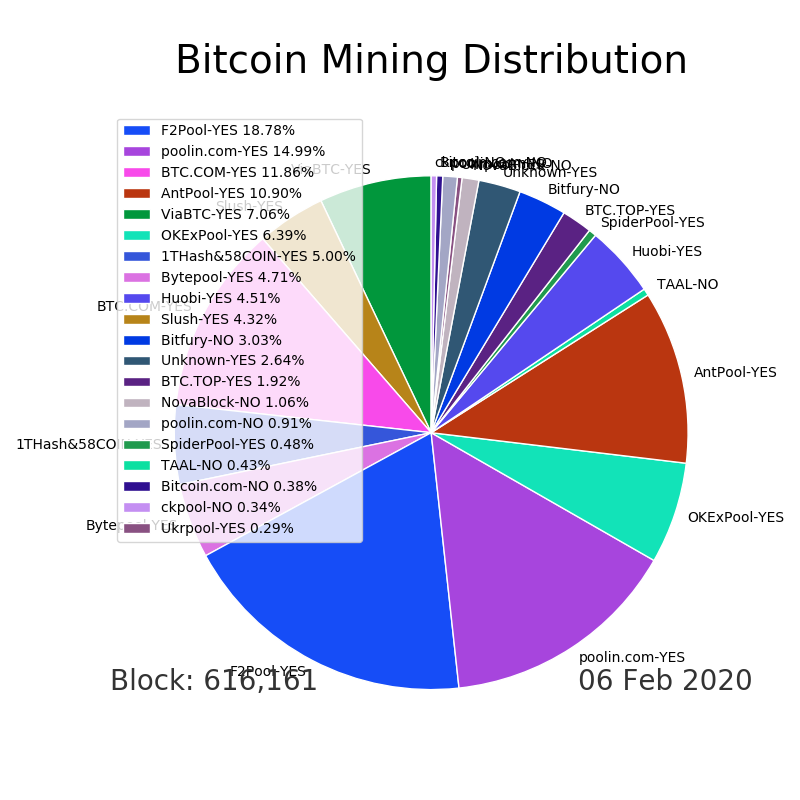 Bitcoin Mining Distribution
F2Pool-YES 18.78%
poolin.com-YES 14.99%
BTC.COM-YES 11.86%
AntPool-YES 10.90%
ViaBTC-YES 7.06%
OKExPool-YES 6.39%
1THash&58COIN-YES 5.00%
Bytepool-YES 4.71%
Huobi-YES 4.51%
Slush-YES 4.32%
Bitfury-NO 3.03%
Unknown-YES 2.64%
BTC.TOP-YES 1.92%
NovaBlock-NO 1.06%
poolin.com-NO 0.91%
SpiderPool-YES 0.48%
TAAL-NO 0.43%
Bitcoin.com-NO 0.38%
ckpool-NO 0.34%
Ukrpool-YES 0.29%
ViaBTC-YES
Slush-YES
BTC.COM-YES
1THash&58COIN-YES
Bytepool-YES
F2Pool-YES
poolin.com-YES
OKExPool-YES
AntPool-YES
TAAL-NO
Huobi-YES
SpiderPool-YES
BTC.TOP-YES
Bitfury-NO
Unknown-YES
Block: 616,161
06 Feb 2020